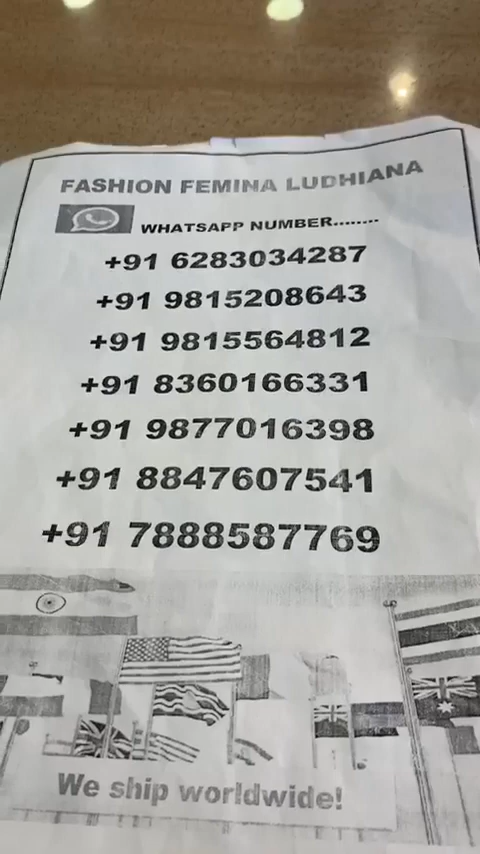 FASHION FEMINA LUDHIANA
WHATSAPP NUMBER........
+91 6283034287
+91 9815208643
+91 9815564812
+91 8360166331
+91 9877016398
+91 8847607541
+91 7888587769
We ship worldwide!